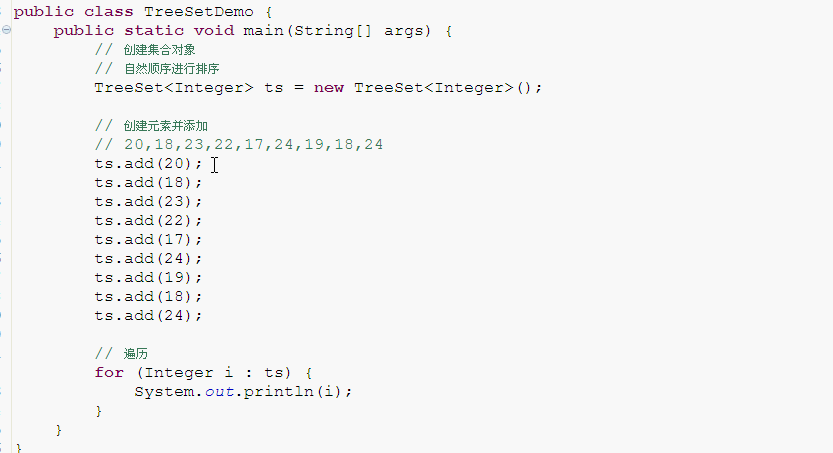 public class TreeSetDemo {
public static void main(String[] args) {
// 创建集合对象
// 自然顺序进行排序
TreeSet<Integer> ts = new TreeSet<Integer>();
// 创建元素并添加
// 20,18,23,22,17,24,19,18,24
ts.add(20);
ts.add(18);
ts.add(23);
ts.add(22);
ts.add(17);
ts.add(24);
ts.add(19);
ts.add(18);
ts.add(24);
// 遍历
for (Integer i : ts) {
System.out.println(i);
}
}
}